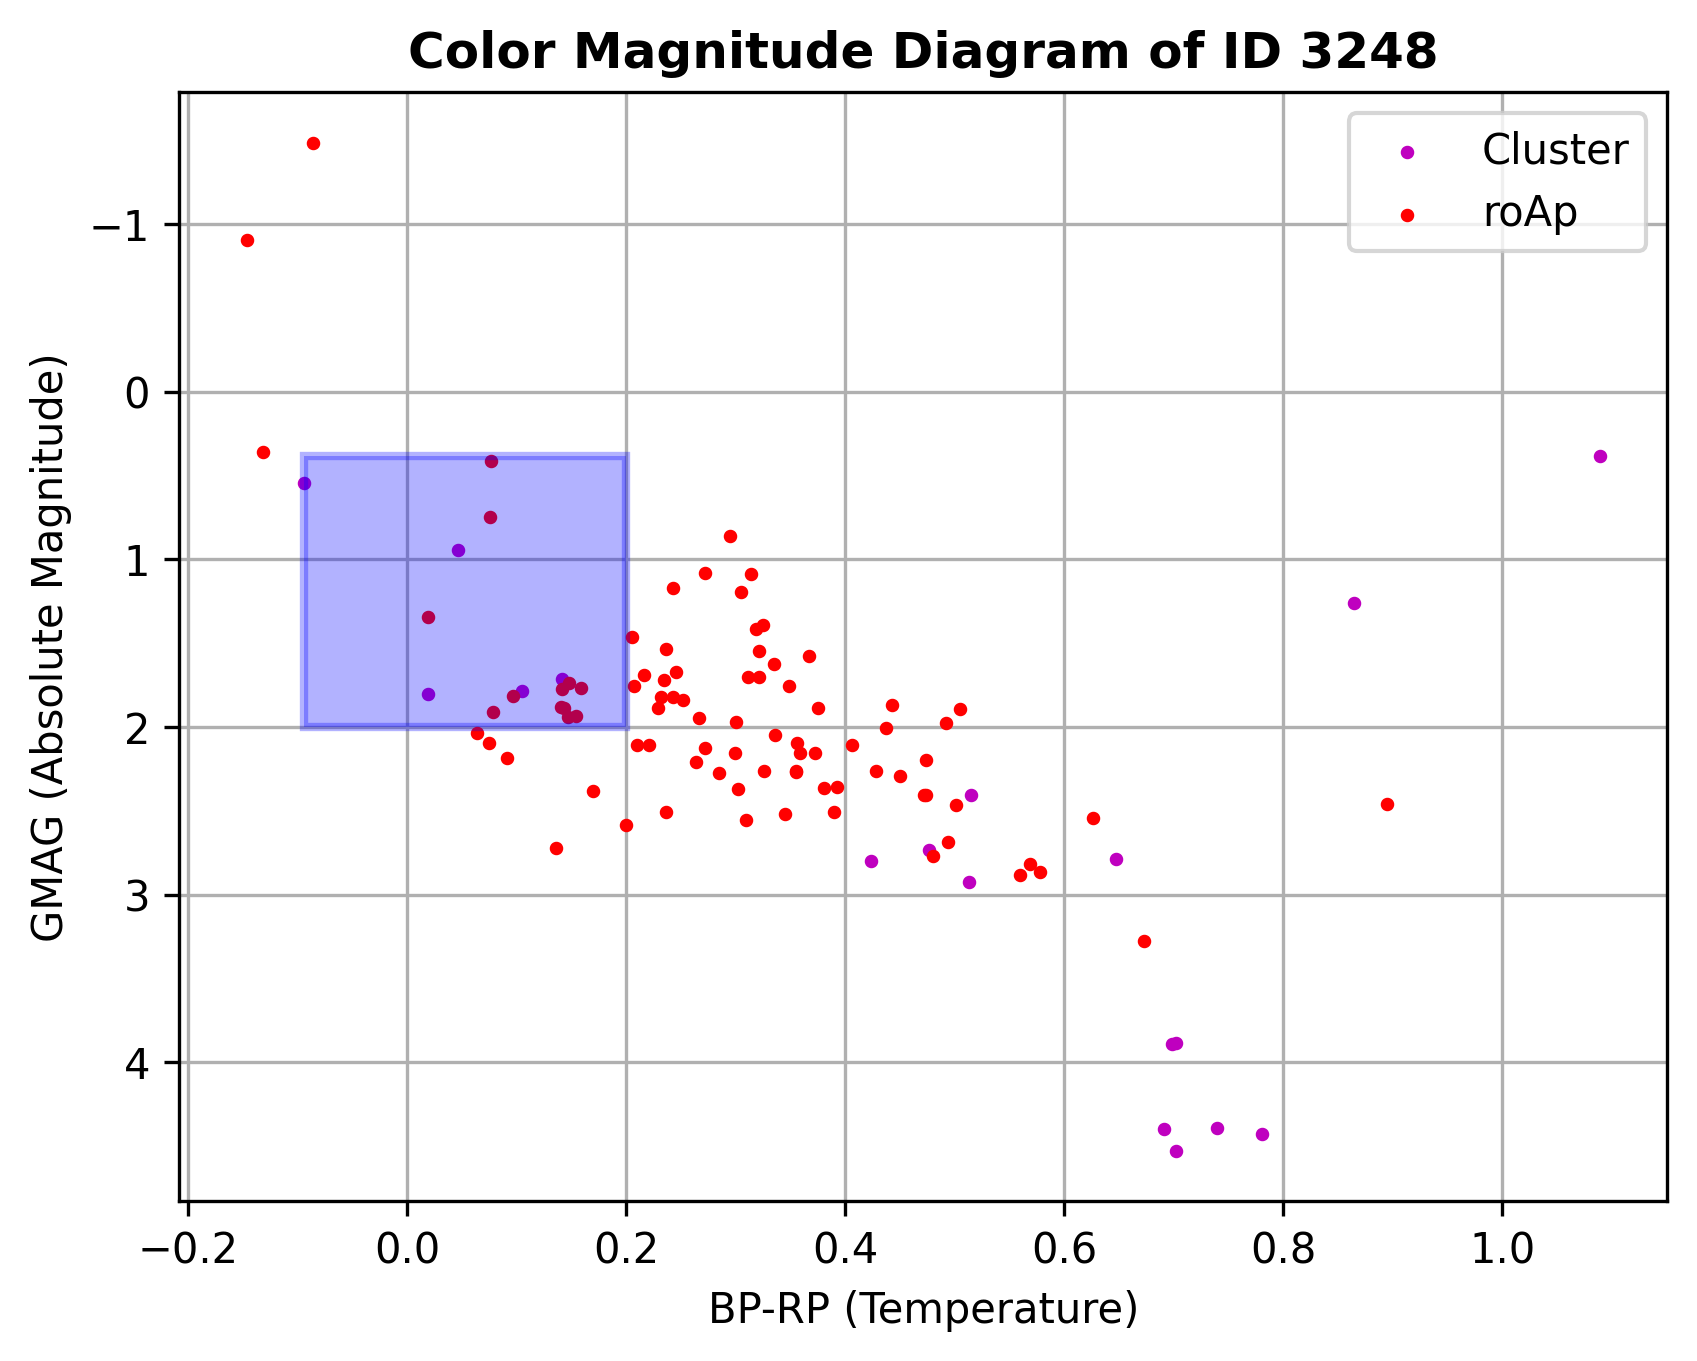 Color Magnitude Diagram of ID 3248
Cluster
roAp
GMAG (Absolute Magnitude)
−1
0
1
2
3
4
−0.2 0.0 0.2 0.4 0.6 0.8 1.0
BP-RP (Temperature)